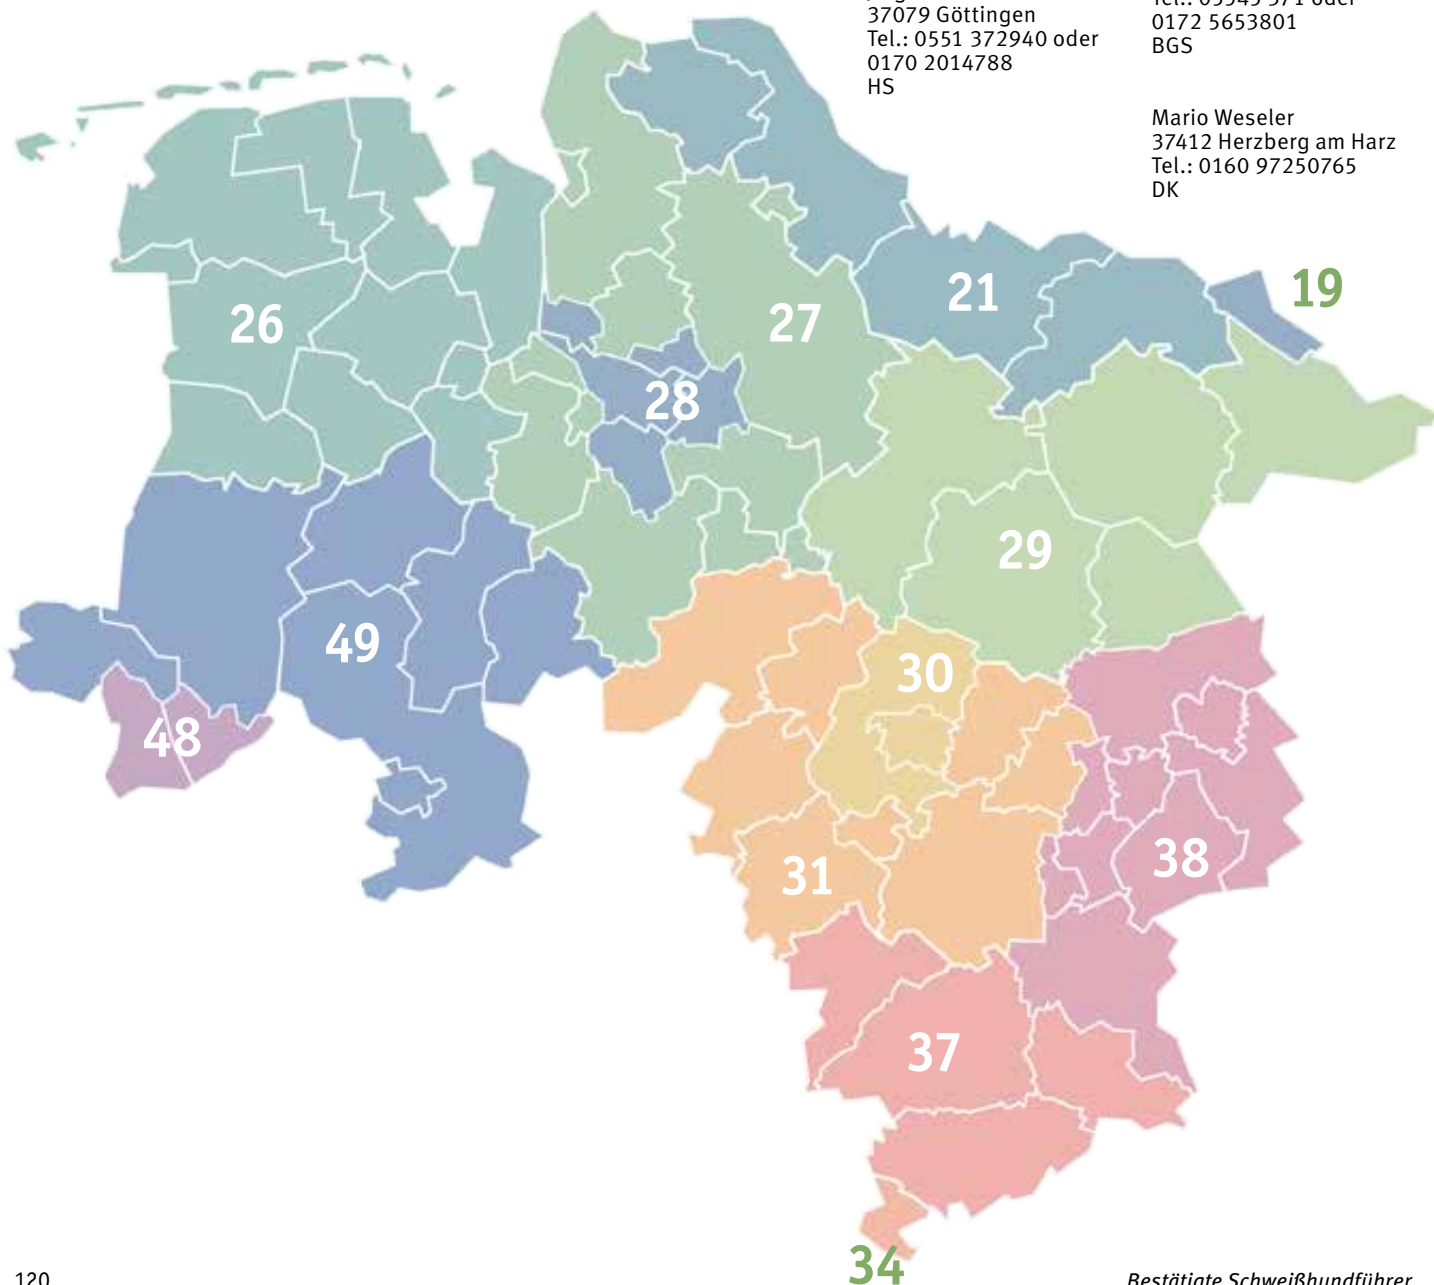 37079 Göttingen
Tel.: 0551 372940 oder
0170 2014788
HS
0172 5653801
BGS
Mario Weseler
37412 Herzberg am Harz
Tel.: 0160 97250765
DK
19
21
26
27
28
29
49
30
48
38
31
37
34
120
Bestätigte Schweißhundführer